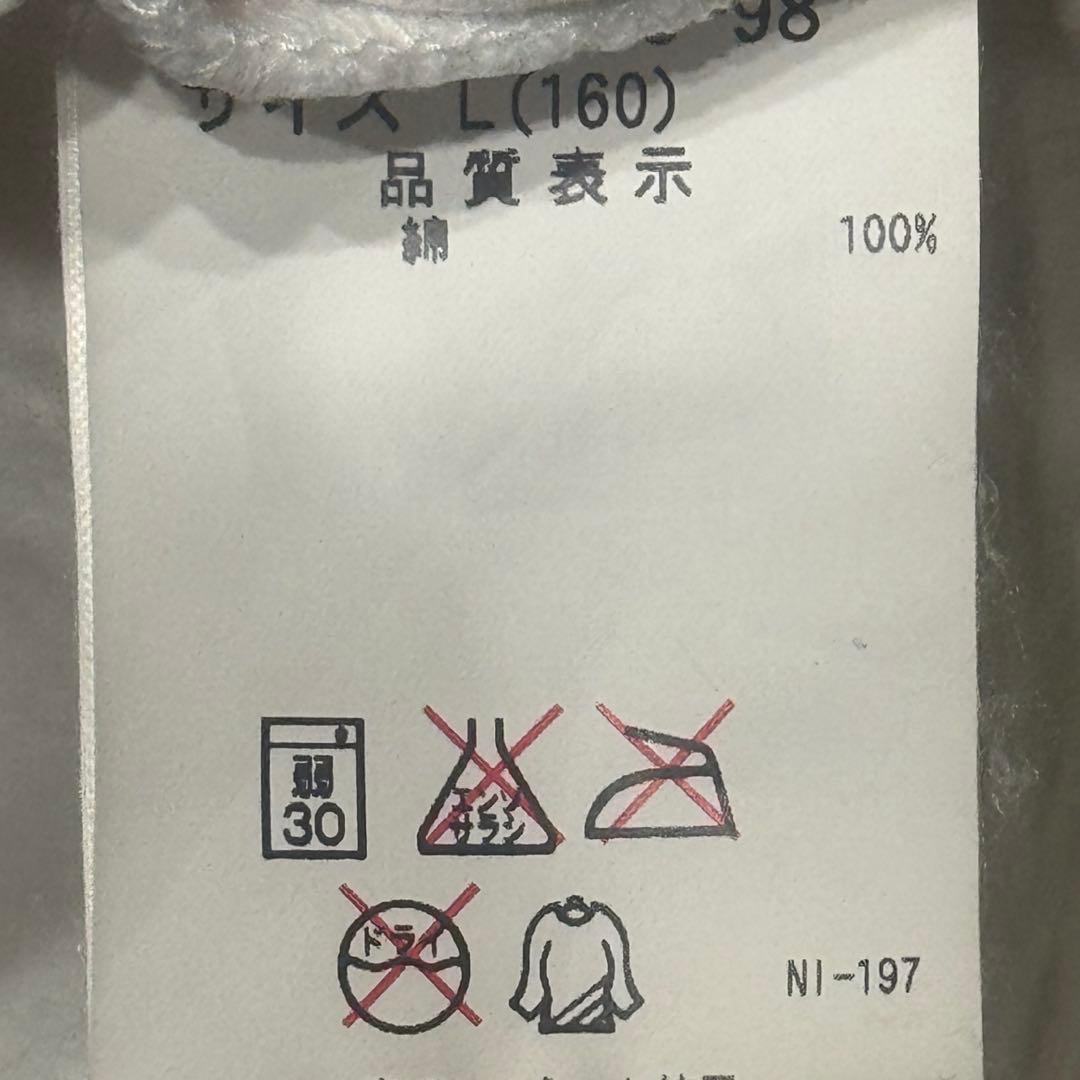 98
サイズ L(160)
品質表示
綿 100%
弱
30
エンソ
サラシ
ドライ
NI-197